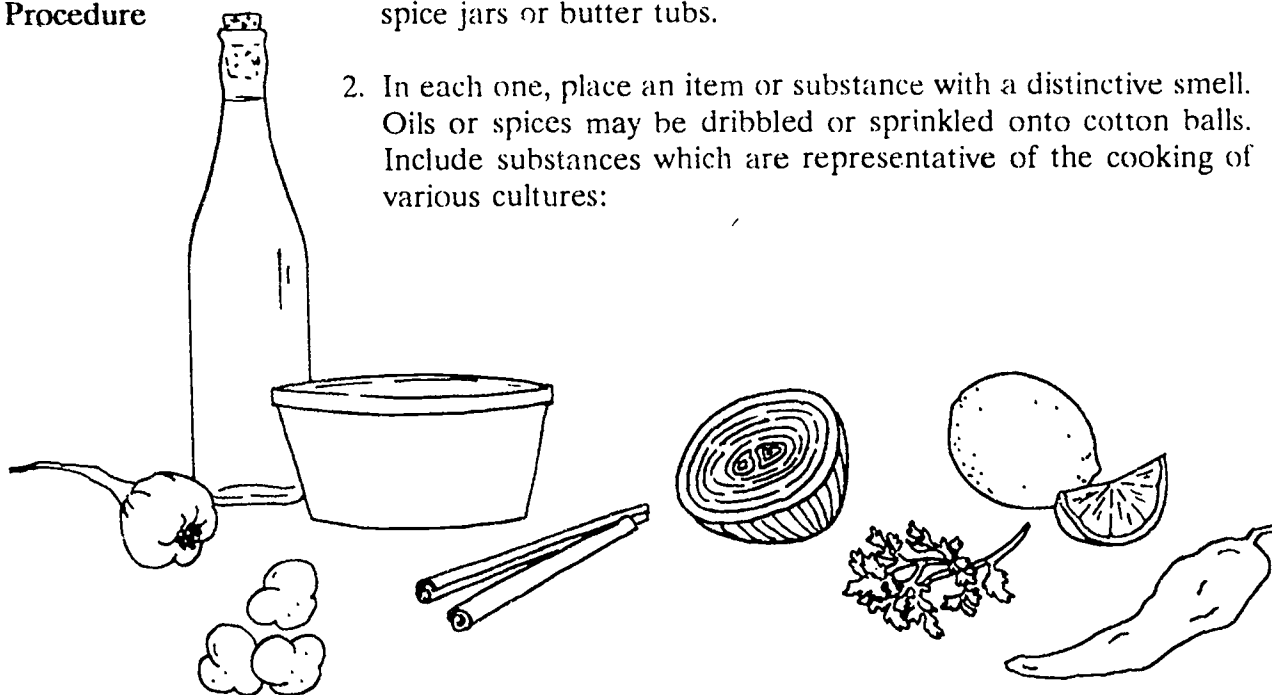 Procedure
spice jars or butter tubs.
2. In each one, place an item or substance with a distinctive smell.
Oils or spices may be dribbled or sprinkled onto cotton balls.
Include substances which are representative of the cooking of
various cultures: